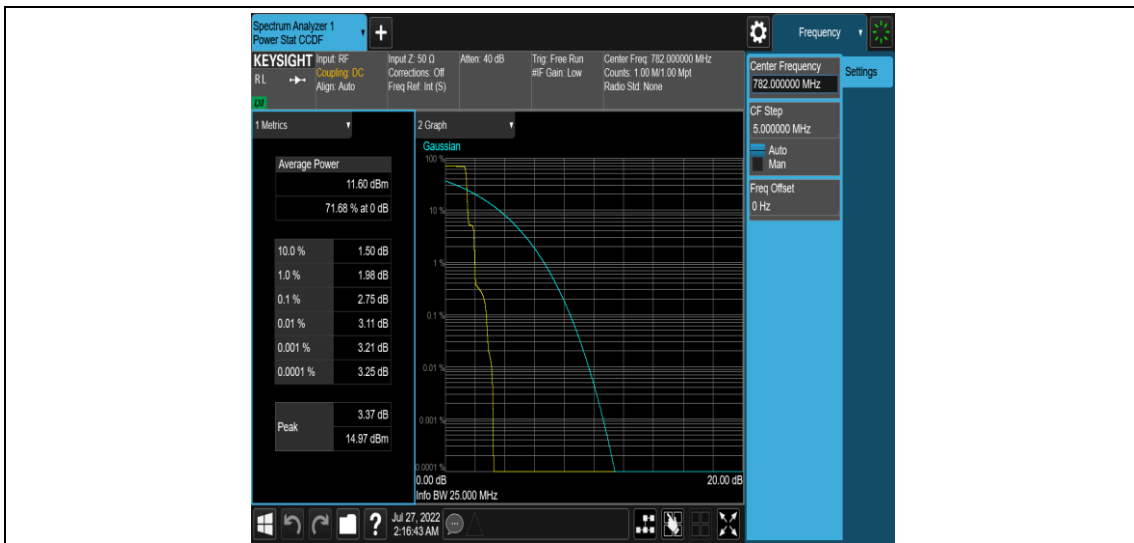 Spectrum Analyzer 1
Power Stat CCDF
+
Frequency
KEYSIGHT
RL
LXI
Input: RF
Coupling: DC
Align: Auto
Input Z: 50 Ω
Corrections: Off
Freq Ref: Int (S)
Atten: 40 dB
Trig: Free Run
#IF Gain: Low
Center Freq: 782.000000 MHz
Counts: 1.00 M/1.00 Mpt
Radio Std: None
Center Frequency
782.000000 MHz
Settings
CF Step
5.000000 MHz
Auto
Man
Freq Offset
0 Hz
1 Metrics
Average Power
11.60 dBm
71.68 % at 0 dB
10.0 % 1.50 dB
1.0 % 1.98 dB
0.1 % 2.75 dB
0.01 % 3.11 dB
0.001 % 3.21 dB
0.0001 % 3.25 dB
Peak
3.37 dB
14.97 dBm
2 Graph
Gaussian
100 %
10 %
1 %
0.1 %
0.01 %
0.001 %
0.0001 %
0.00 dB 20.00 dB
Info BW 25.000 MHz
?
Jul 27, 2022
2:16:43 AM